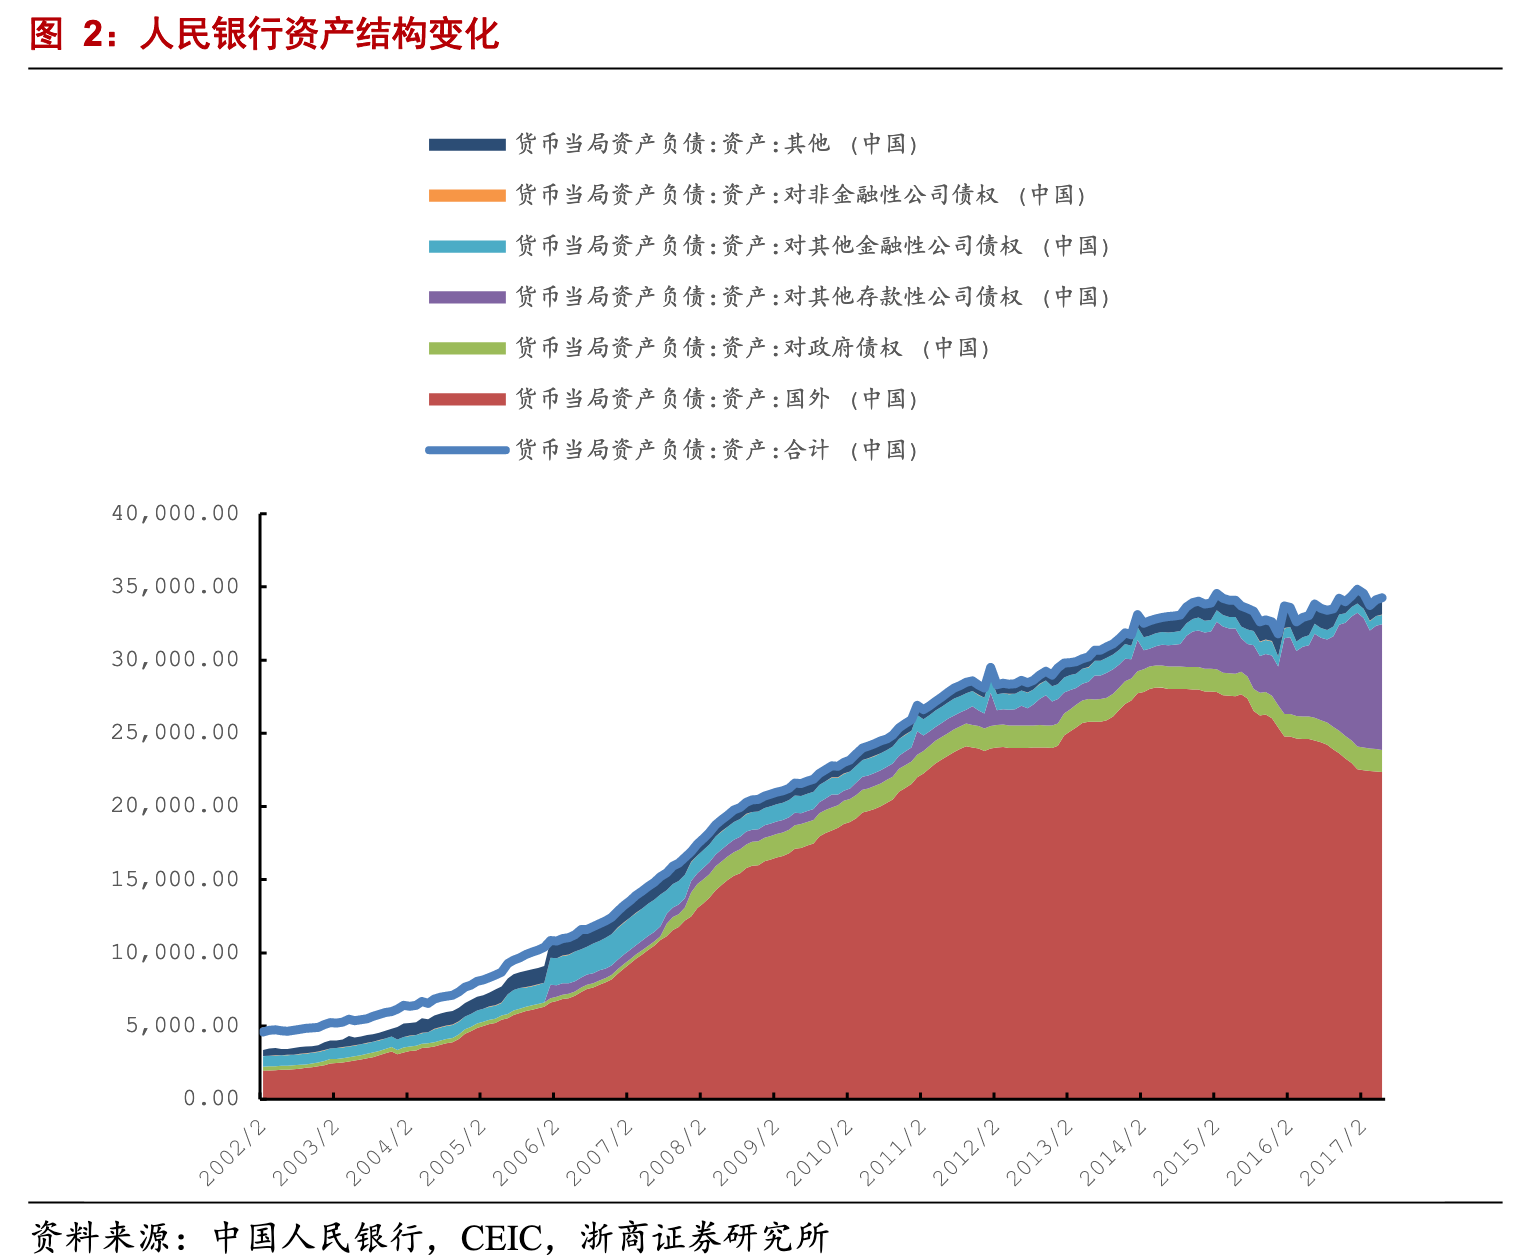 图 2：人民银行资产结构变化
货币当局资产负债:资产:其他 (中国)
货币当局资产负债:资产:对非金融性公司债权 (中国)
货币当局资产负债:资产:对其他金融性公司债权 (中国)
货币当局资产负债:资产:对其他存款性公司债权 (中国)
货币当局资产负债:资产:对政府债权 (中国)
货币当局资产负债:资产:国外 (中国)
货币当局资产负债:资产:合计 (中国)
40,000.00
35,000.00
30,000.00
25,000.00
20,000.00
15,000.00
10,000.00
5,000.00
0.00
2002/2
2003/2
2004/2
2005/2
2006/2
2007/2
2008/2
2009/2
2010/2
2011/2
2012/2
2013/2
2014/2
2015/2
2016/2
2017/2
资料来源：中国人民银行，CEIC，浙商证券研究所